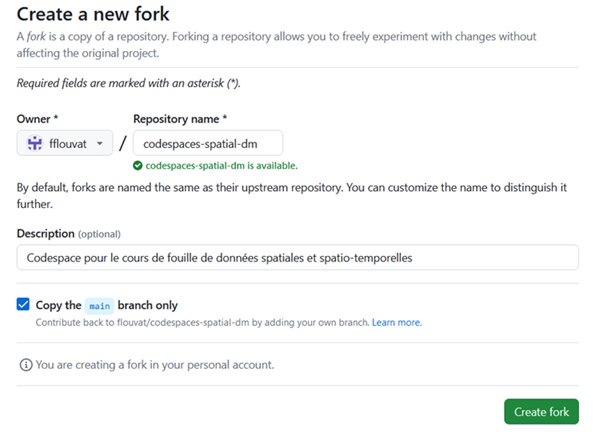 Create a new fork
A fork is a copy of a repository. Forking a repository allows you to freely experiment with changes without
affecting the original project.
Required fields are marked with an asterisk (*).
Owner * Repository name *
fflouvat / codespaces-spatial-dm
codespaces-spatial-dm is available.
By default, forks are named the same as their upstream repository. You can customize the name to distinguish it
further.
Description (optional)
Codespace pour le cours de fouille de données spatiales et spatio-temporelles
Copy the main branch only
Contribute back to flouvat/codespaces-spatial-dm by adding your own branch. Learn more.
You are creating a fork in your personal account.
Create fork